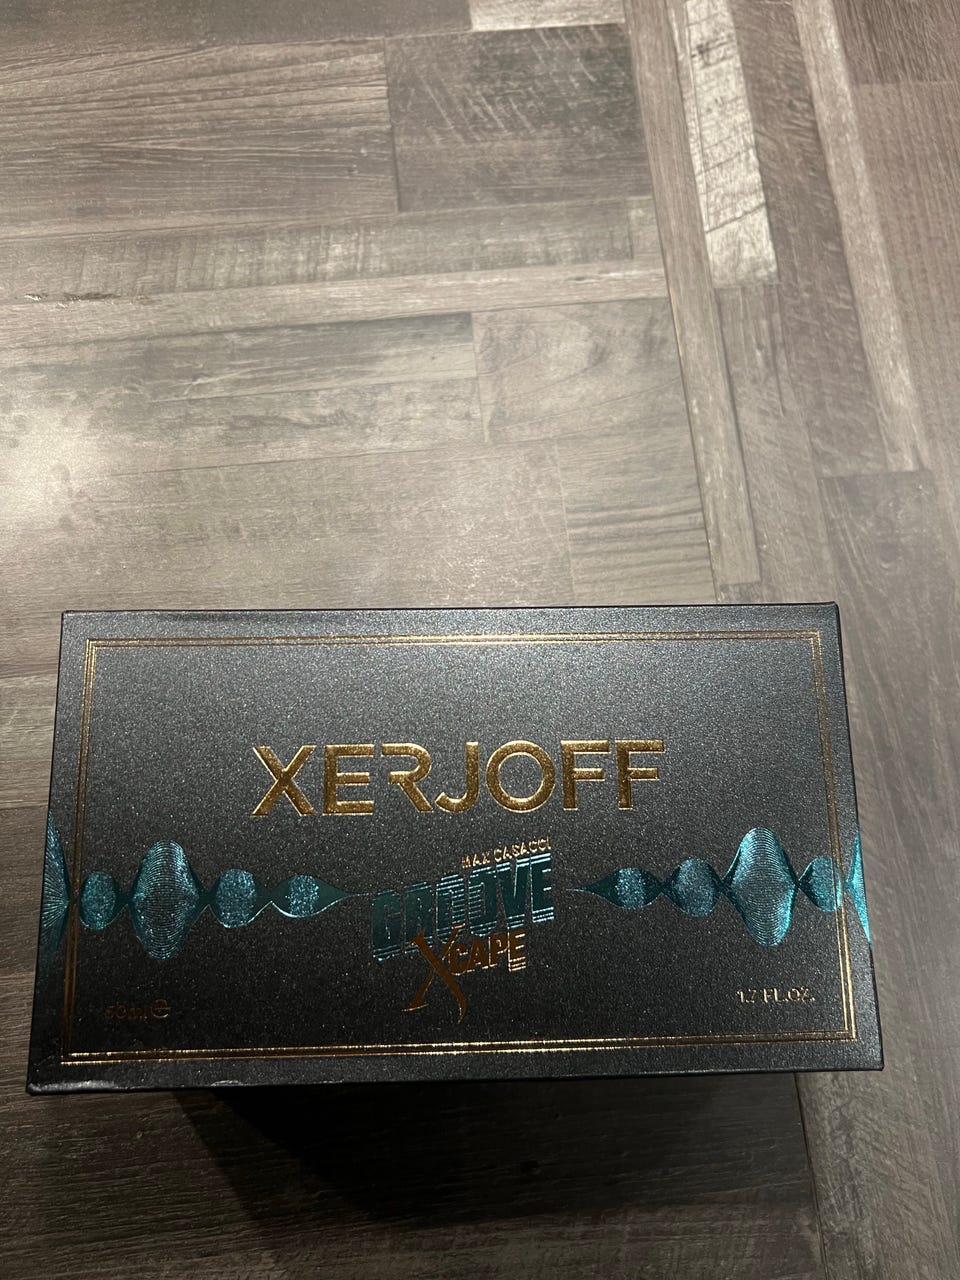 XERJOFF
MAX CASACCI
GROOVE
XCAPE
50ml ℮
1.7 FL.OZ.